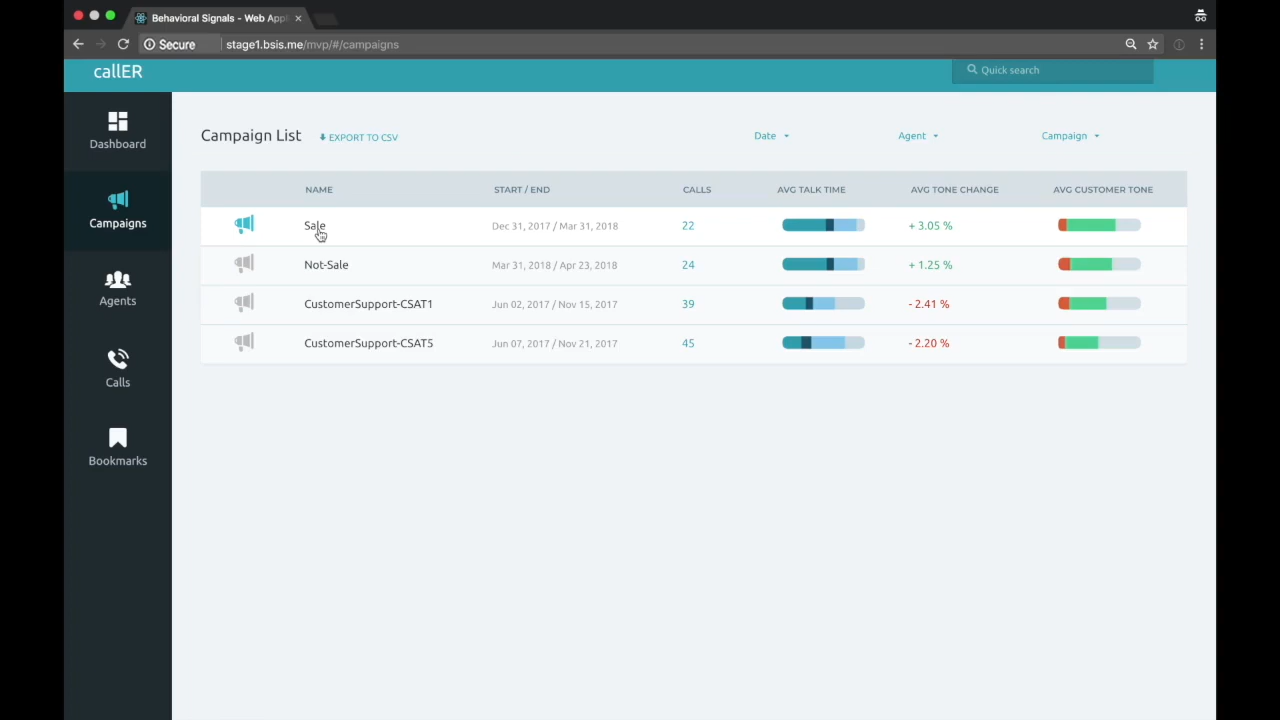 Behavioral Signals - Web App
Secure
stage1.bsis.me/mvp/#/campaigns
callER
Quick search
Dashboard
Campaigns
Agents
Calls
Bookmarks
Campaign List
EXPORT TO CSV
Date
Agent
Campaign
NAME START / END CALLS AVG TALK TIME AVG TONE CHANGE AVG CUSTOMER TONE
Sale Dec 31, 2017 / Mar 31, 2018 22 + 3.05 %
Not-Sale Mar 31, 2018 / Apr 23, 2018 24 + 1.25 %
CustomerSupport-CSAT1 Jun 02, 2017 / Nov 15, 2017 39 - 2.41 %
CustomerSupport-CSAT5 Jun 07, 2017 / Nov 21, 2017 45 - 2.20 %